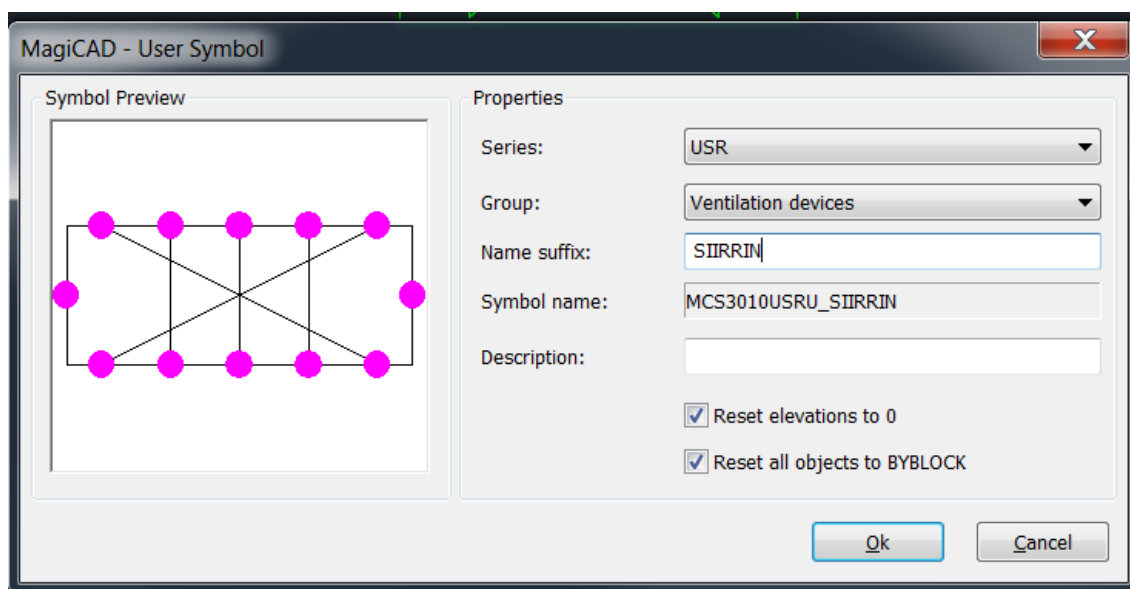 MagiCAD - User Symbol
Symbol Preview
Properties
Series:
USR
Group:
Ventilation devices
Name suffix:
SIIRRIN
Symbol name:
MCS3010USRU_SIIRRIN
Description:
Reset elevations to 0
Reset all objects to BYBLOCK
Ok
Cancel